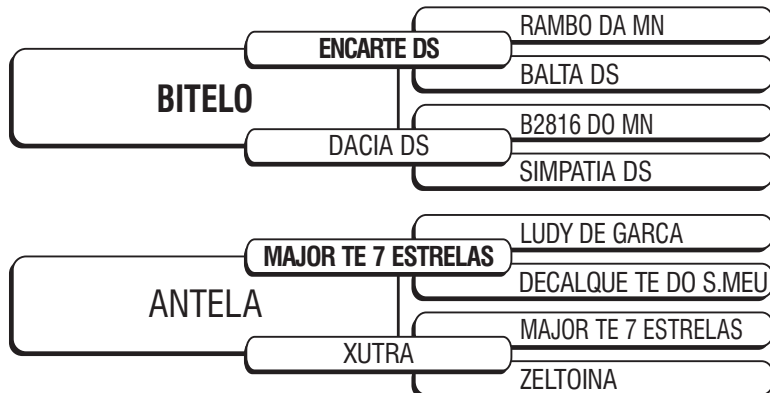 RAMBO DA MN
ENCARTE DS
BALTA DS
BITELO
B2816 DO MN
DACIA DS
SIMPATIA DS
LUDY DE GARCA
MAJOR TE 7 ESTRELAS
DECALQUE TE DO S.MEU
ANTELA
MAJOR TE 7 ESTRELAS
XUTRA
ZELTOINA